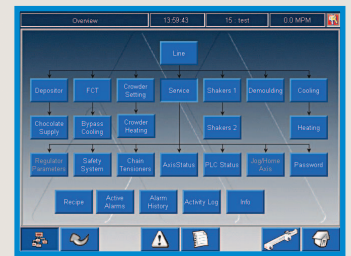 Overview
13:59:43
15 : test
0.0 MPM
Line
Depositor
FCT
Crowder Setting
Service
Shakers 1
Demoulding
Cooling
Chocolate Supply
Bypass Cooling
Crowder Heating
Shakers 2
Heating
Regulator Parameters
Safety System
Chain Tensioners
AxisStatus
PLC Status
Jog/Home Axis
Password
Recipe
Active Alarms
Alarm History
Activity Log
Info